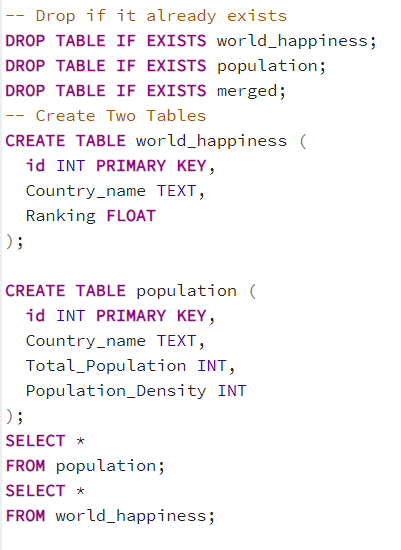 -- Drop if it already exists
DROP TABLE IF EXISTS world_happiness;
DROP TABLE IF EXISTS population;
DROP TABLE IF EXISTS merged;
-- Create Two Tables
CREATE TABLE world_happiness (
  id INT PRIMARY KEY,
  Country_name TEXT,
  Ranking FLOAT
);

CREATE TABLE population (
  id INT PRIMARY KEY,
  Country_name TEXT,
  Total_Population INT,
  Population_Density INT
);
SELECT *
FROM population;
SELECT *
FROM world_happiness;